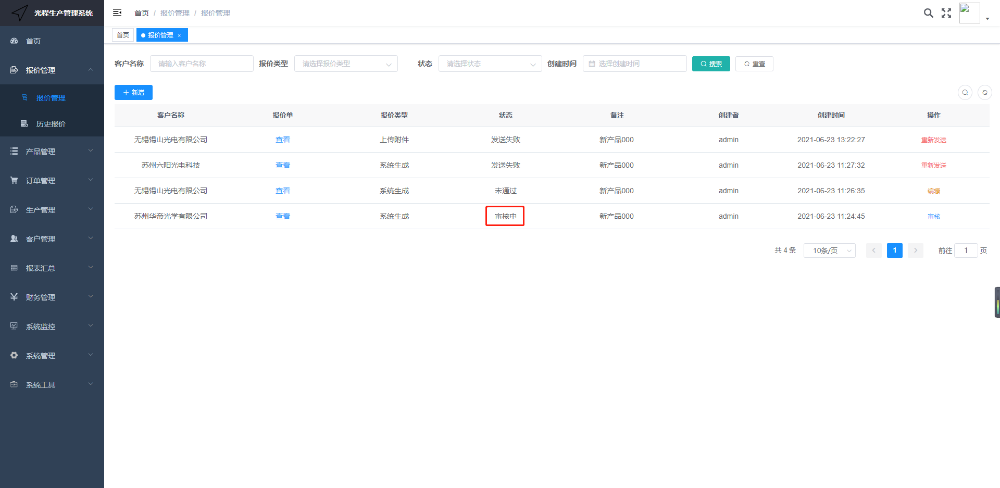 光程生产管理系统
首页 / 报价管理 / 报价管理
首页
报价管理 ×
首页
报价管理
报价管理
历史报价
产品管理
订单管理
生产管理
客户管理
报表汇总
财务管理
系统监控
系统管理
系统工具
客户名称 请输入客户名称 报价类型 请选择报价类型 状态 请选择状态 创建时间 选择创建时间 搜索 重置
新增
客户名称 报价单 报价类型 状态 备注 创建者 创建时间 操作
无锡锡山光电有限公司 查看 上传附件 发送失败 新产品000 admin 2021-06-23 13:22:27 重新发送
苏州六阳光电科技 查看 系统生成 发送失败 新产品000 admin 2021-06-23 11:27:32 重新发送
无锡锡山光电有限公司 查看 系统生成 未通过 新产品000 admin 2021-06-23 11:26:35 编辑
苏州华帝光学有限公司 查看 系统生成 审核中 新产品000 admin 2021-06-23 11:24:45 审核
共 4 条 10条/页 1 前往 1 页